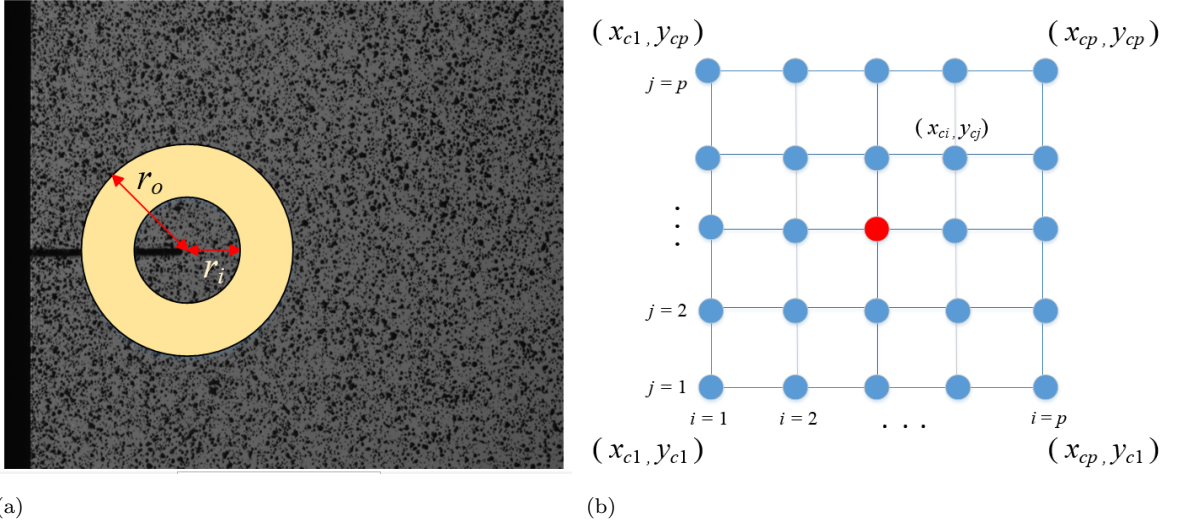 r_o
r_i
(a)
(x_{c1}, y_{cp})
(x_{cp}, y_{cp})
j = p
(x_{ci}, y_{cj})
⋮
j = 2
j = 1
i = 1
i = 2
. . .
i = p
(x_{c1}, y_{c1})
(x_{cp}, y_{c1})
(b)